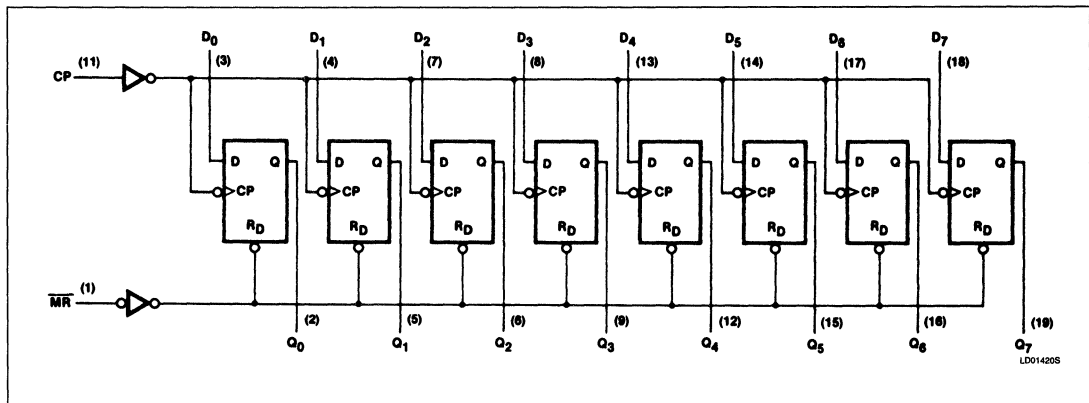 D0 D1 D2 D3 D4 D5 D6 D7
CP (11) (3) (4) (7) (8) (13) (14) (17) (18)
D Q D Q D Q D Q D Q D Q D Q D Q
CP CP CP CP CP CP CP CP
RD RD RD RD RD RD RD RD
MR (1)
(2) (5) (6) (9) (12) (15) (16) (19)
Q0 Q1 Q2 Q3 Q4 Q5 Q6 Q7
LD01420S